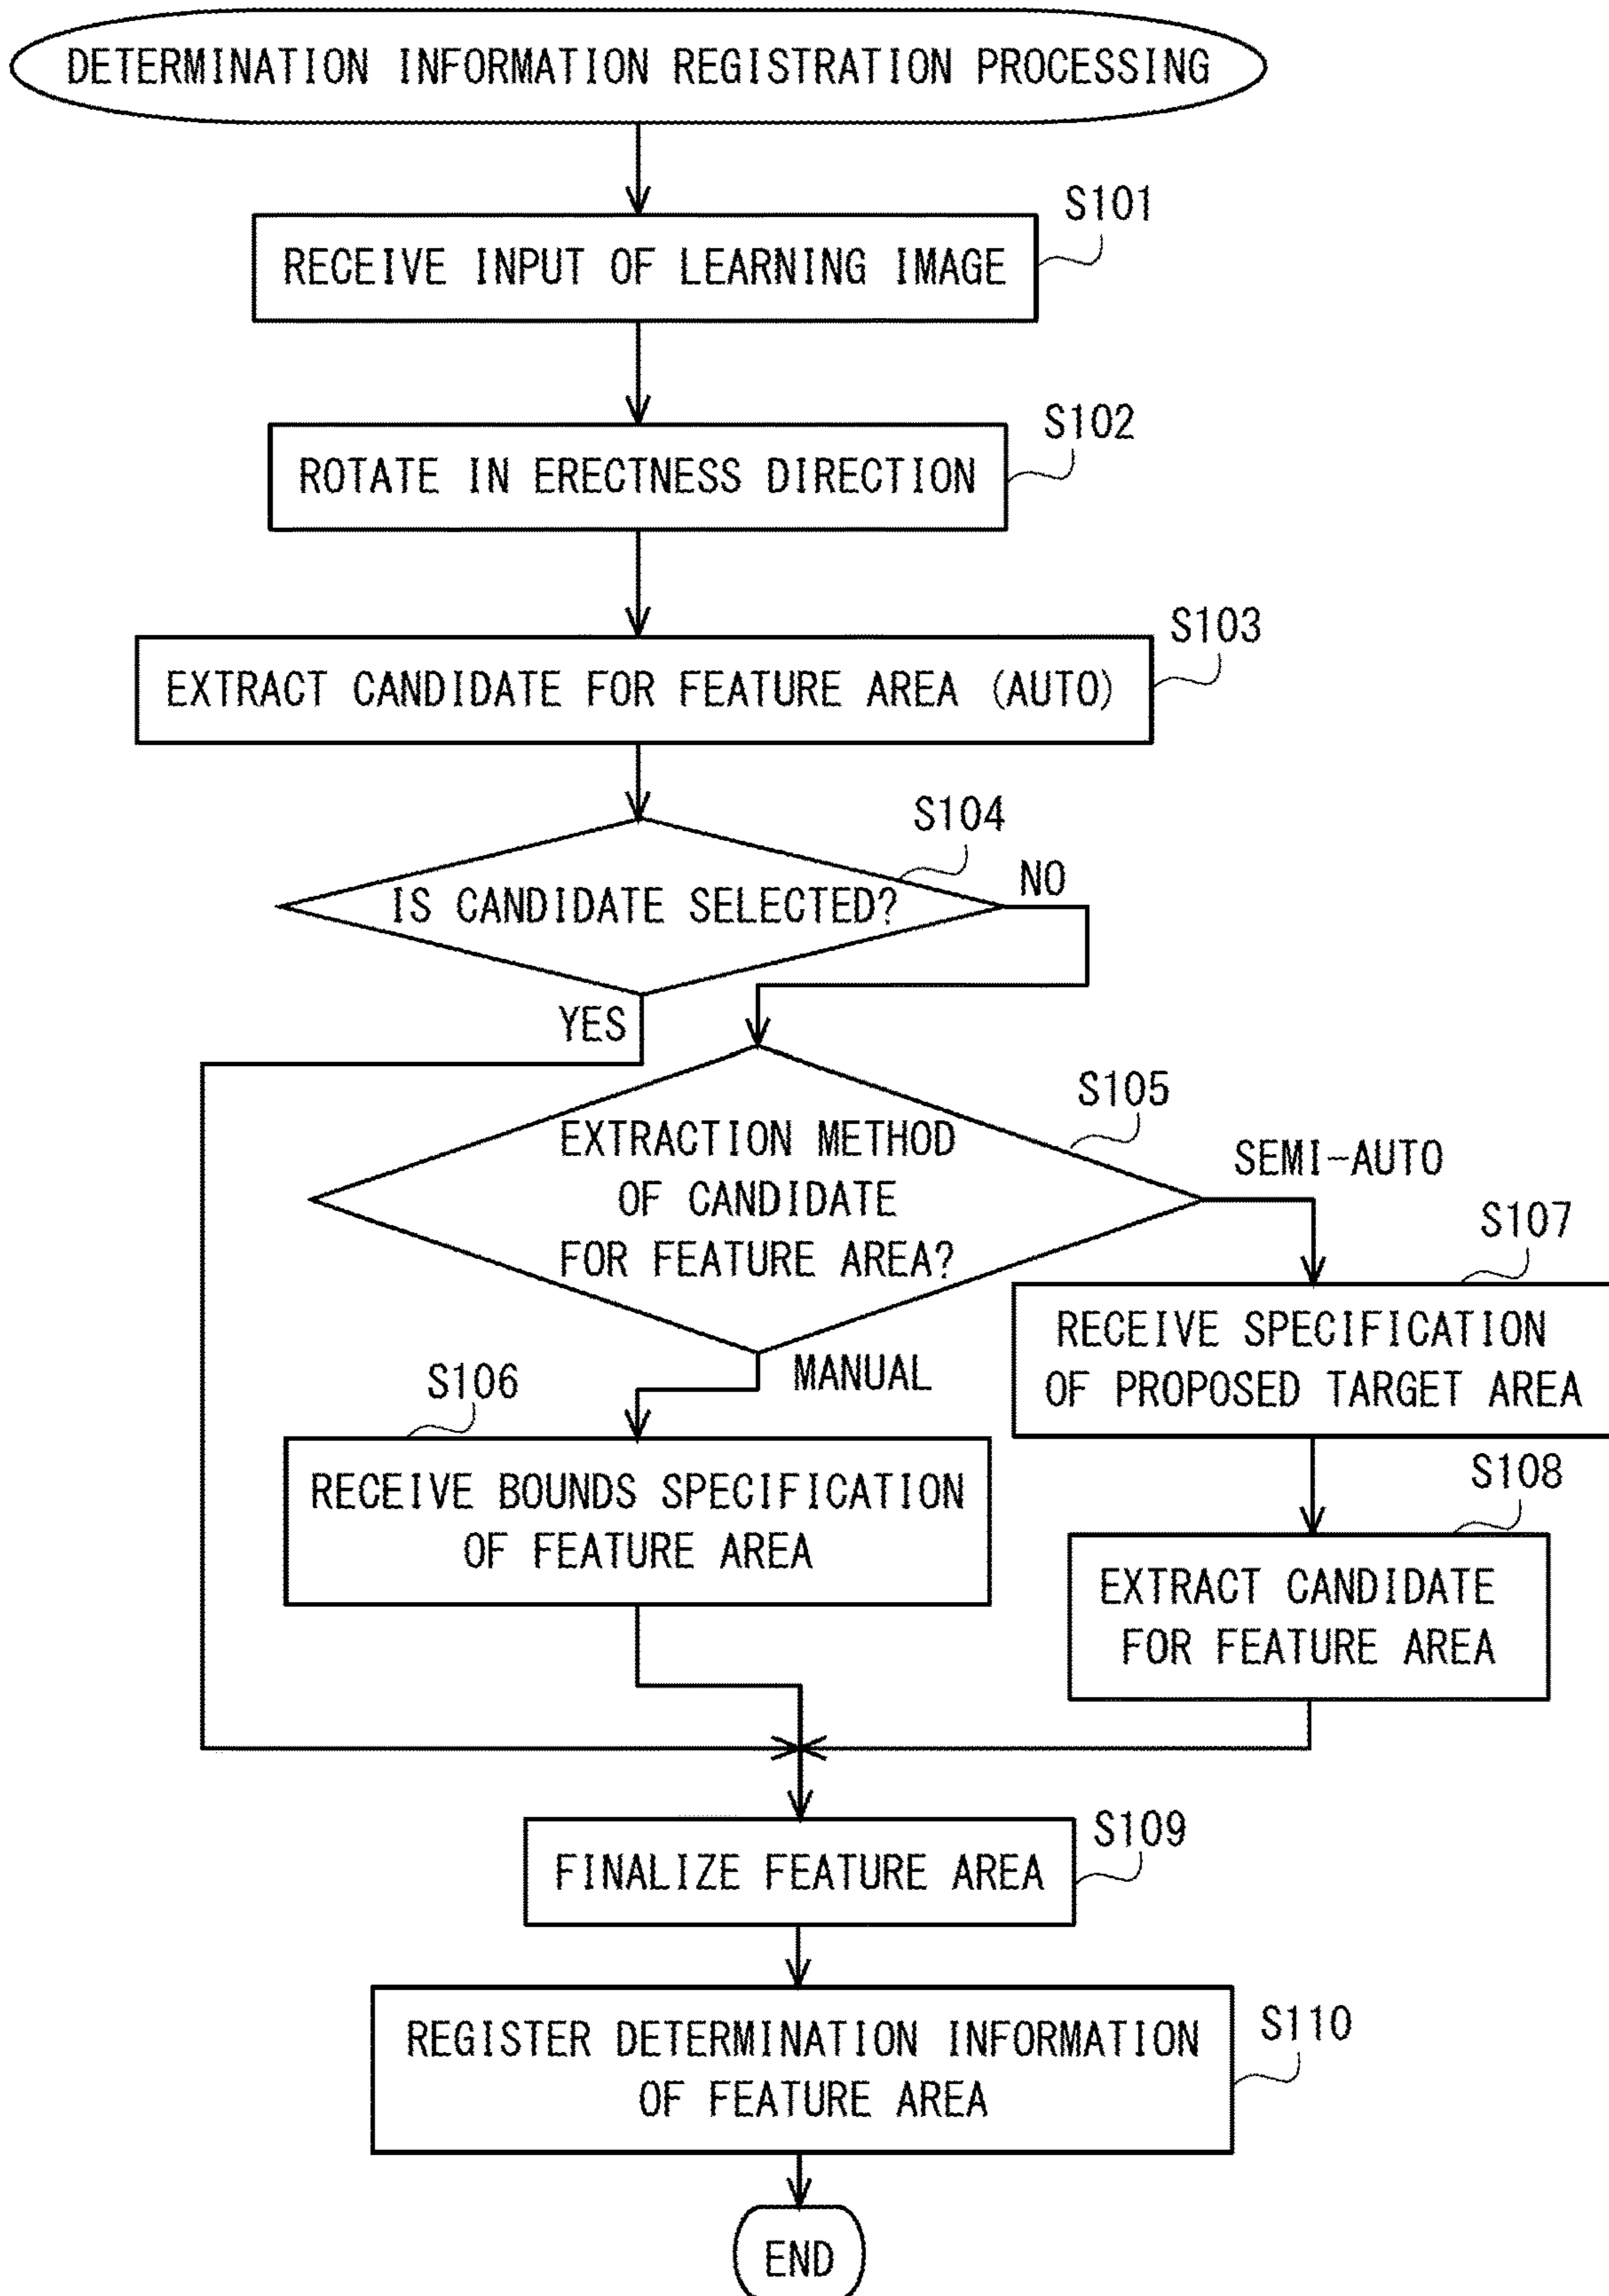 DETERMINATION INFORMATION REGISTRATION PROCESSING
S101
RECEIVE INPUT OF LEARNING IMAGE
S102
ROTATE IN ERECTNESS DIRECTION
S103
EXTRACT CANDIDATE FOR FEATURE AREA (AUTO)
S104
IS CANDIDATE SELECTED?
NO
YES
S105
EXTRACTION METHOD
OF CANDIDATE
FOR FEATURE AREA?
SEMI-AUTO
MANUAL
S106
RECEIVE BOUNDS SPECIFICATION
OF FEATURE AREA
S107
RECEIVE SPECIFICATION
OF PROPOSED TARGET AREA
S108
EXTRACT CANDIDATE
FOR FEATURE AREA
S109
FINALIZE FEATURE AREA
S110
REGISTER DETERMINATION INFORMATION
OF FEATURE AREA
END